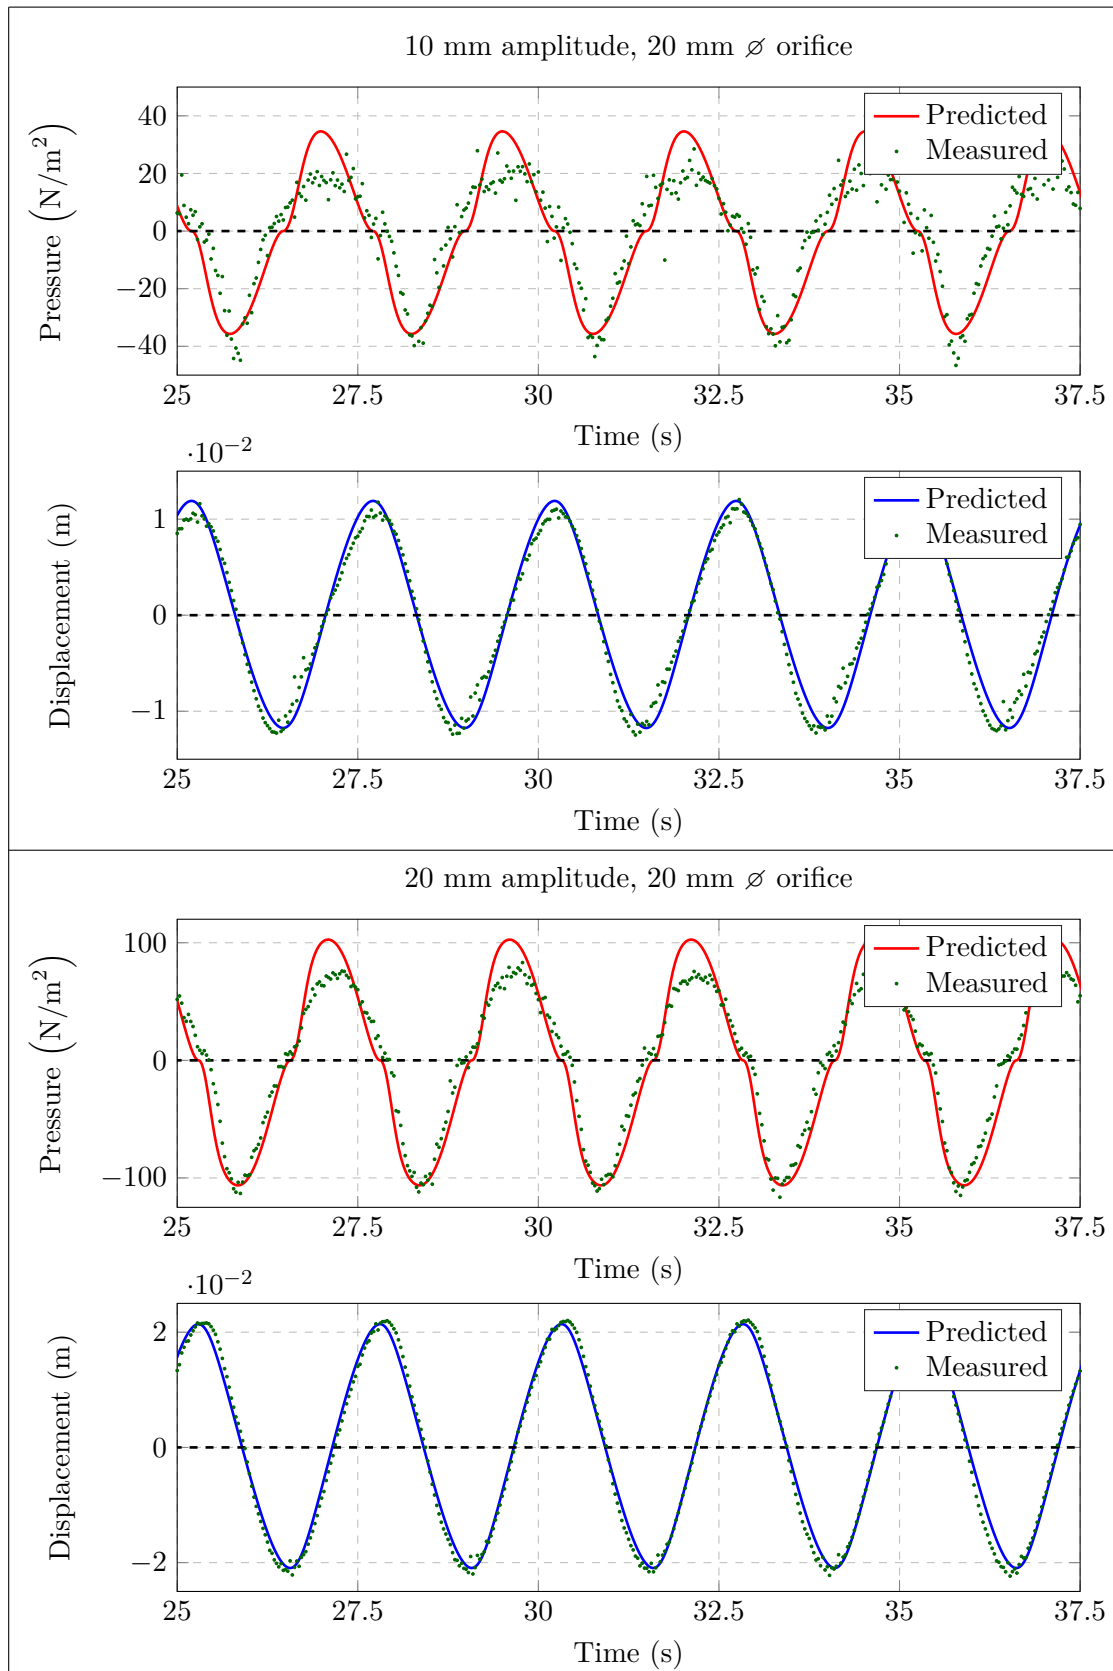 10 mm amplitude, 20 mm ∅ orifice
Pressure (N/m²)
40
20
0
−20
−40
Predicted
Measured
25 27.5 30 32.5 35 37.5
Time (s)
·10⁻²
Displacement (m)
1
0
−1
Predicted
Measured
25 27.5 30 32.5 35 37.5
Time (s)
20 mm amplitude, 20 mm ∅ orifice
Pressure (N/m²)
100
0
−100
Predicted
Measured
25 27.5 30 32.5 35 37.5
Time (s)
·10⁻²
Displacement (m)
2
0
−2
Predicted
Measured
25 27.5 30 32.5 35 37.5
Time (s)